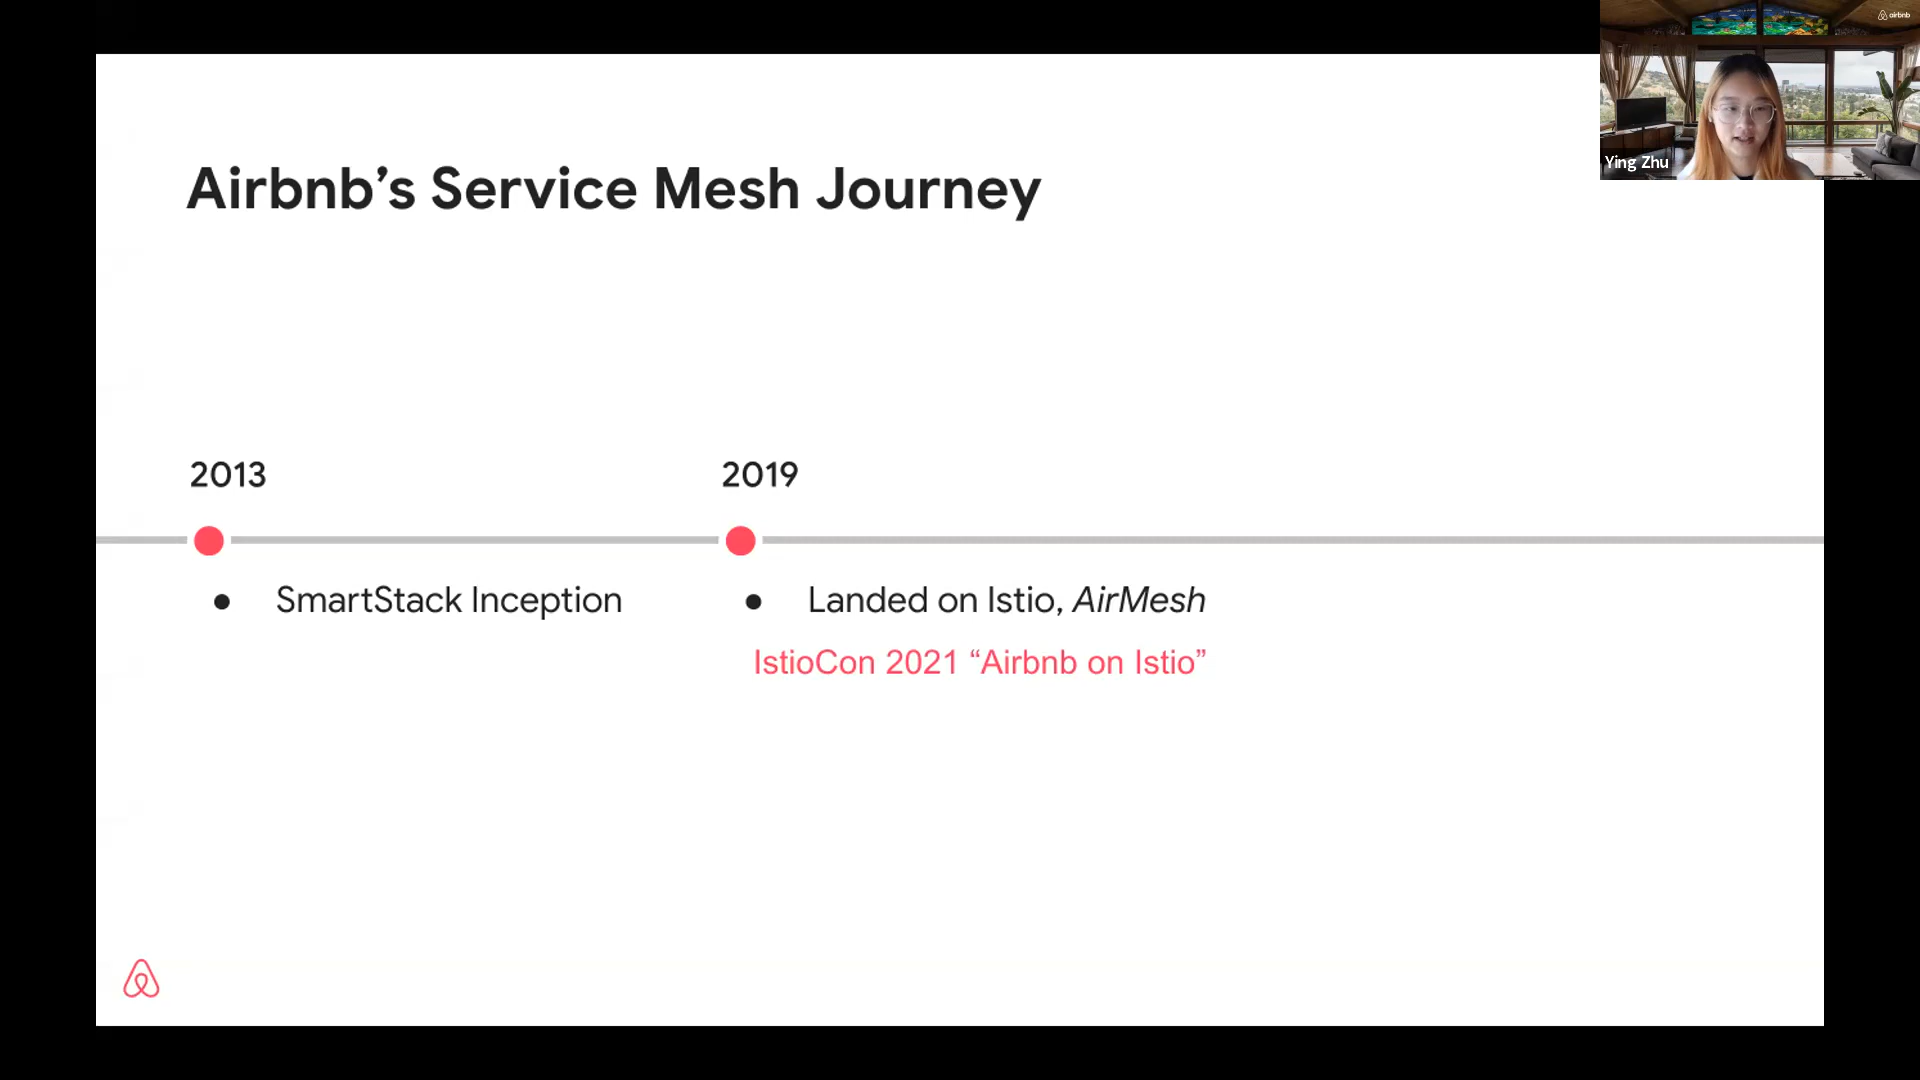 airbnb
Ying Zhu
Airbnb’s Service Mesh Journey
2013
2019
● SmartStack Inception
● Landed on Istio, AirMesh
IstioCon 2021 “Airbnb on Istio”